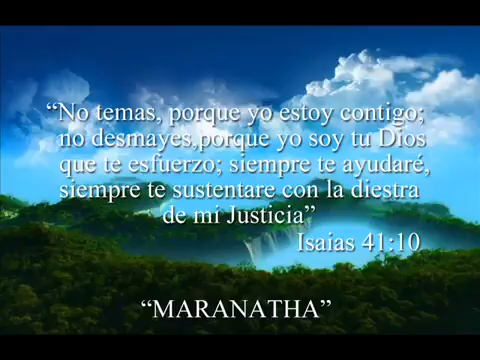 “No temas, porque yo estoy contigo;
no desmayes,porque yo soy tu Dios
que te esfuerzo; siempre te ayudaré,
siempre te sustentare con la diestra
de mi Justicia”
Isaias 41:10
“MARANATHA”